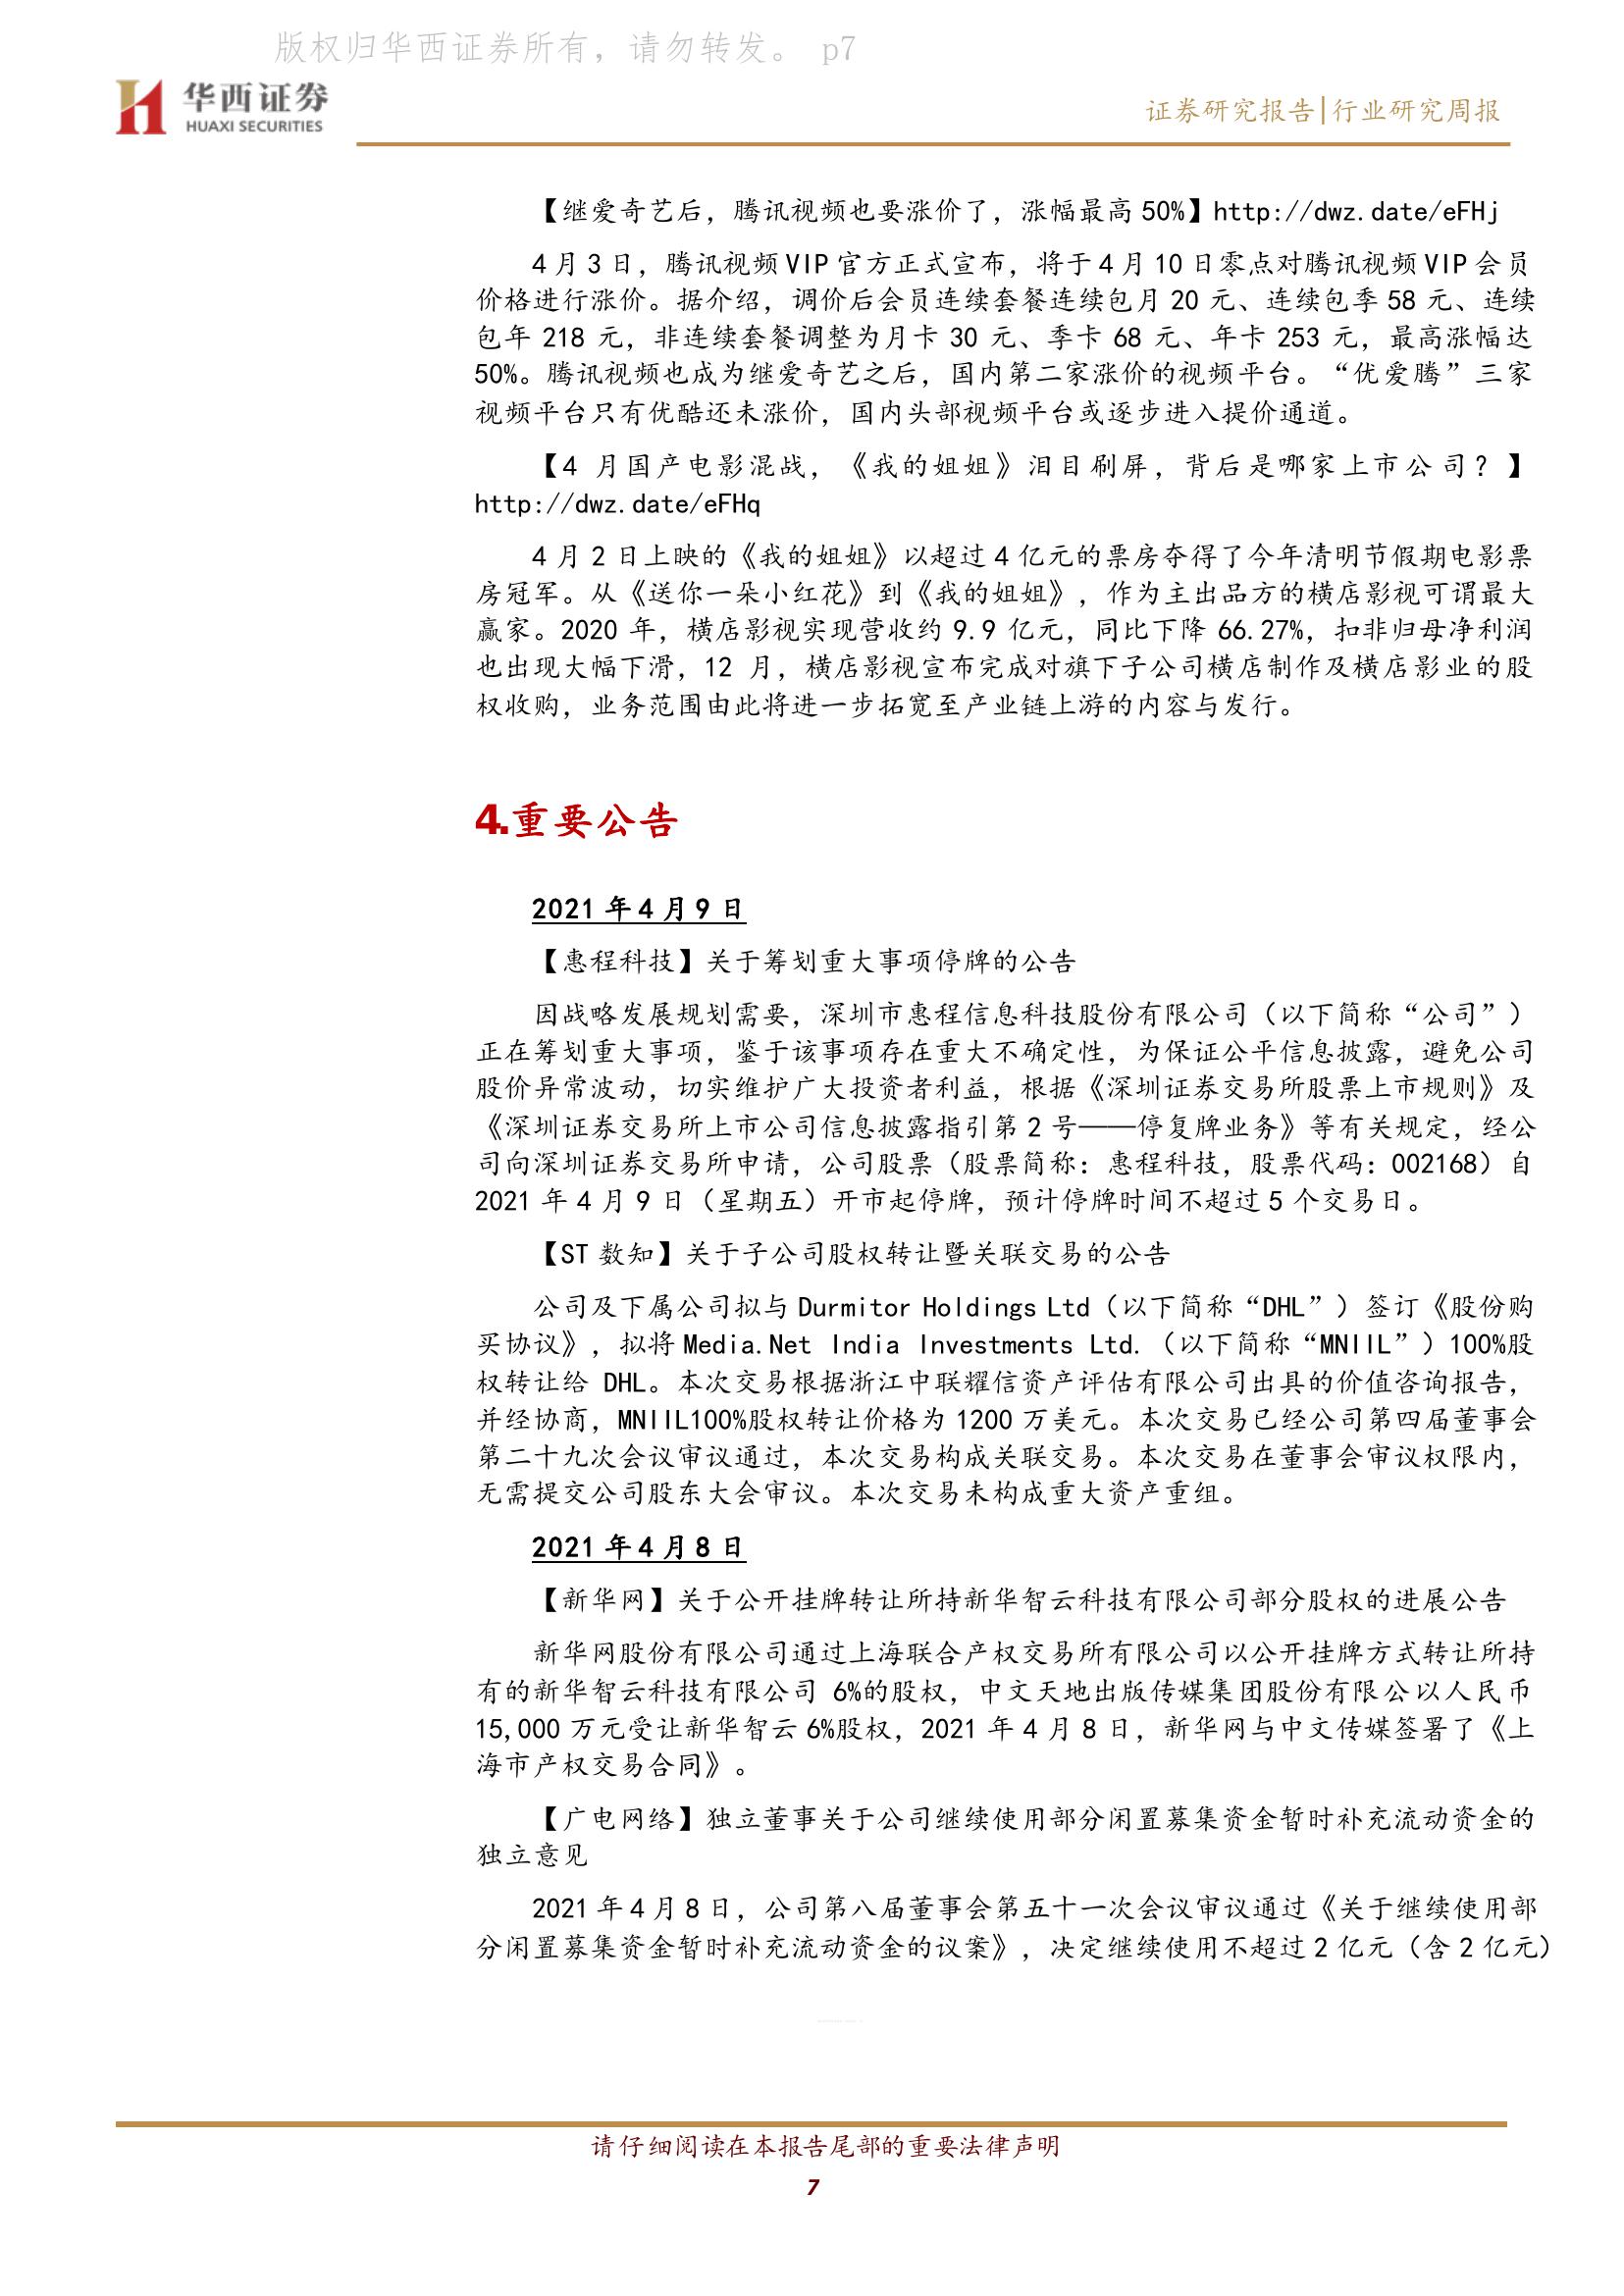 版权归华西证券所有，请勿转发。 p7
华西证券
HUAXI SECURITIES
证券研究报告|行业研究周报
【继爱奇艺后，腾讯视频也要涨价了，涨幅最高 50%】http://dwz.date/eFHj
4 月 3 日，腾讯视频 VIP 官方正式宣布，将于 4 月 10 日零点对腾讯视频 VIP 会员
价格进行涨价。据介绍，调价后会员连续套餐连续包月 20 元、连续包季 58 元、连续
包年 218 元，非连续套餐调整为月卡 30 元、季卡 68 元、年卡 253 元，最高涨幅达
50%。腾讯视频也成为继爱奇艺之后，国内第二家涨价的视频平台。“优爱腾”三家
视频平台只有优酷还未涨价，国内头部视频平台或逐步进入提价通道。
【4 月国产电影混战，《我的姐姐》泪目刷屏，背后是哪家上市公司？】
http://dwz.date/eFHq
4 月 2 日上映的《我的姐姐》以超过 4 亿元的票房夺得了今年清明节假期电影票
房冠军。从《送你一朵小红花》到《我的姐姐》，作为主出品方的横店影视可谓最大
赢家。2020 年，横店影视实现营收约 9.9 亿元，同比下降 66.27%，扣非归母净利润
也出现大幅下滑，12 月，横店影视宣布完成对旗下子公司横店制作及横店影业的股
权收购，业务范围由此将进一步拓宽至产业链上游的内容与发行。
4.重要公告
2021 年 4 月 9 日
【惠程科技】关于筹划重大事项停牌的公告
因战略发展规划需要，深圳市惠程信息科技股份有限公司（以下简称“公司”）
正在筹划重大事项，鉴于该事项存在重大不确定性，为保证公平信息披露，避免公司
股价异常波动，切实维护广大投资者利益，根据《深圳证券交易所股票上市规则》及
《深圳证券交易所上市公司信息披露指引第 2 号——停复牌业务》等有关规定，经公
司向深圳证券交易所申请，公司股票（股票简称：惠程科技，股票代码：002168）自
2021 年 4 月 9 日（星期五）开市起停牌，预计停牌时间不超过 5 个交易日。
【ST 数知】关于子公司股权转让暨关联交易的公告
公司及下属公司拟与 Durmitor Holdings Ltd（以下简称“DHL”）签订《股份购
买协议》，拟将 Media.Net India Investments Ltd.（以下简称“MNIIL”）100%股
权转让给 DHL。本次交易根据浙江中联耀信资产评估有限公司出具的价值咨询报告，
并经协商，MNIIL100%股权转让价格为 1200 万美元。本次交易已经公司第四届董事会
第二十九次会议审议通过，本次交易构成关联交易。本次交易在董事会审议权限内，
无需提交公司股东大会审议。本次交易未构成重大资产重组。
2021 年 4 月 8 日
【新华网】关于公开挂牌转让所持新华智云科技有限公司部分股权的进展公告
新华网股份有限公司通过上海联合产权交易所有限公司以公开挂牌方式转让所持
有的新华智云科技有限公司 6%的股权，中文天地出版传媒集团股份有限公以人民币
15,000 万元受让新华智云 6%股权，2021 年 4 月 8 日，新华网与中文传媒签署了《上
海市产权交易合同》。
【广电网络】独立董事关于公司继续使用部分闲置募集资金暂时补充流动资金的
独立意见
2021 年 4 月 8 日，公司第八届董事会第五十一次会议审议通过《关于继续使用部
分闲置募集资金暂时补充流动资金的议案》，决定继续使用不超过 2 亿元（含 2 亿元）
请仔细阅读在本报告尾部的重要法律声明
7